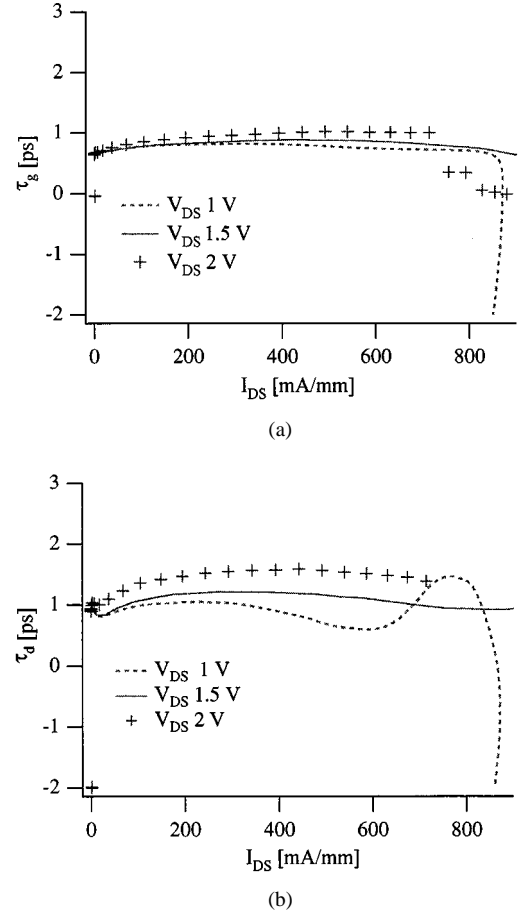 3
2
1
0
-1
-2
τg [ps]
VDS 1 V
VDS 1.5 V
VDS 2 V
0 200 400 600 800
IDS [mA/mm]
(a)
3
2
1
0
-1
-2
τd [ps]
VDS 1 V
VDS 1.5 V
VDS 2 V
0 200 400 600 800
IDS [mA/mm]
(b)